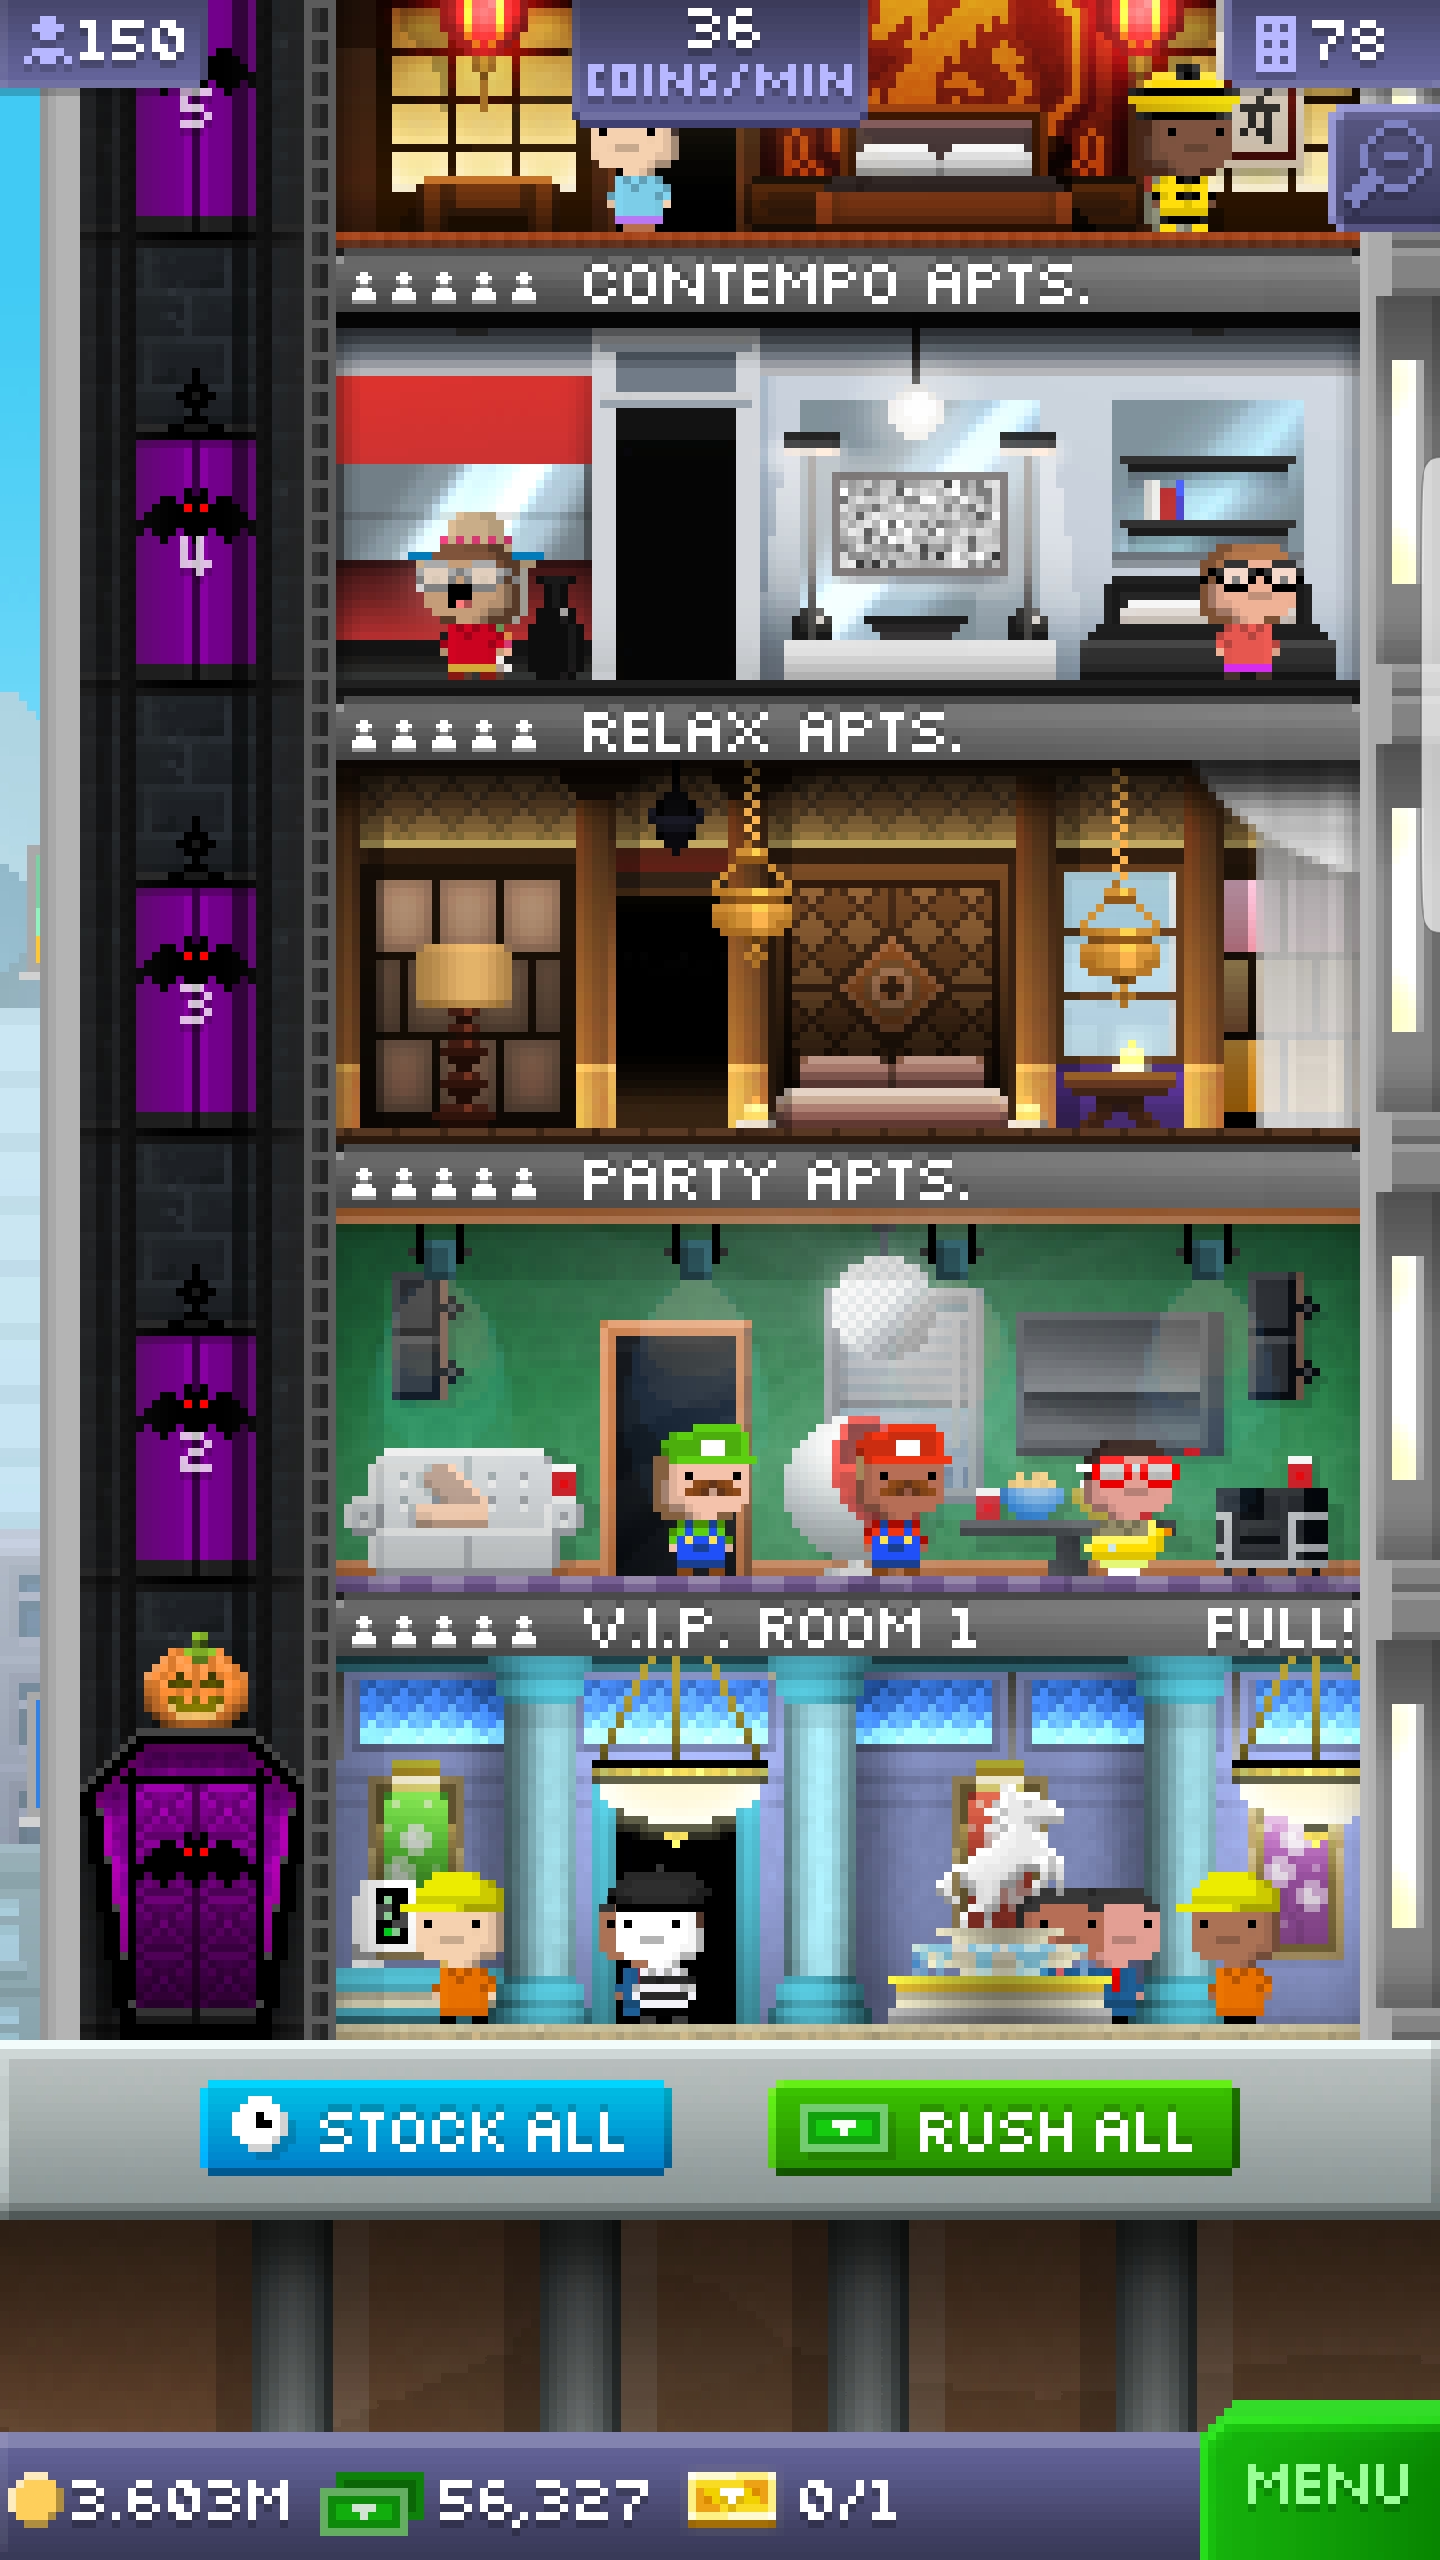 150
36
COINS/MIN
78
5
CONTEMPO APTS.
4
RELAX APTS.
3
PARTY APTS.
2
V.I.P. ROOM 1 FULL!
STOCK ALL
RUSH ALL
3.603M 56,327 0/1
MENU